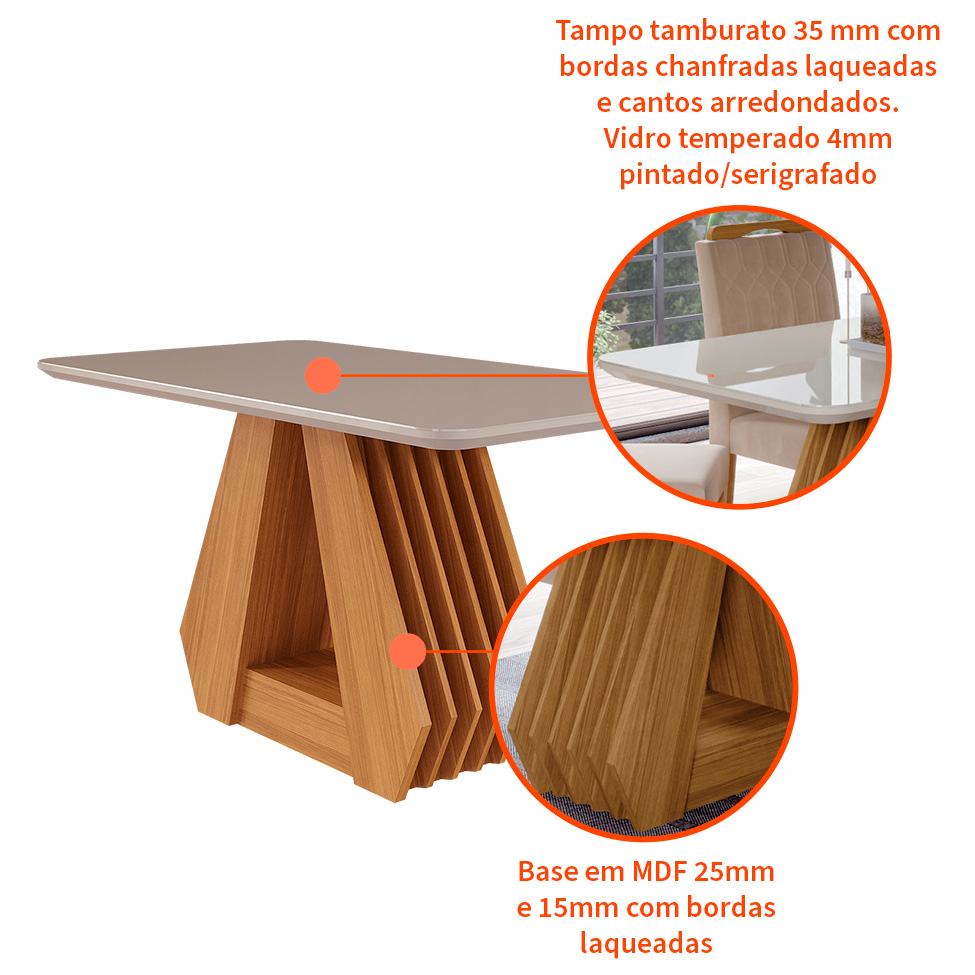 Tampo tamburato 35 mm com
bordas chanfradas laqueadas
e cantos arredondados.
Vidro temperado 4mm
pintado/serigrafado
Base em MDF 25mm
e 15mm com bordas
laqueadas